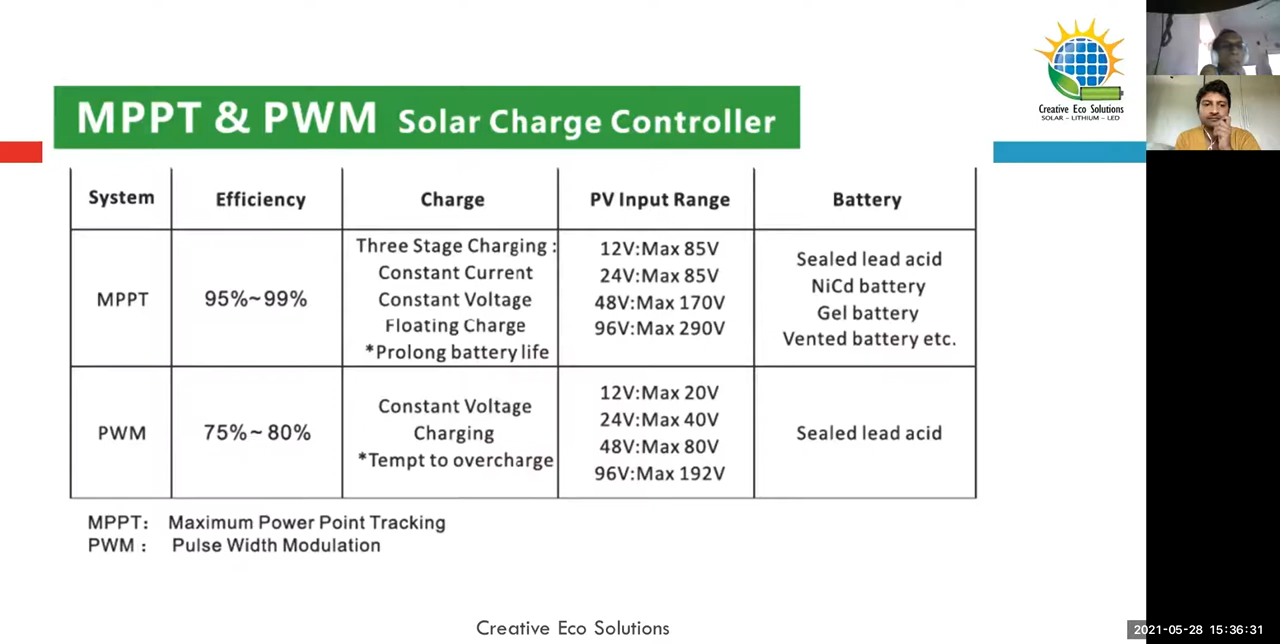 Creative Eco Solutions
SOLAR – LITHIUM – LED
MPPT & PWM Solar Charge Controller
System Efficiency Charge PV Input Range Battery
MPPT
95%~99%
Three Stage Charging :
Constant Current
Constant Voltage
Floating Charge
*Prolong battery life
12V:Max 85V
24V:Max 85V
48V:Max 170V
96V:Max 290V
Sealed lead acid
NiCd battery
Gel battery
Vented battery etc.
PWM
75%~80%
Constant Voltage
Charging
*Tempt to overcharge
12V:Max 20V
24V:Max 40V
48V:Max 80V
96V:Max 192V
Sealed lead acid
MPPT: Maximum Power Point Tracking
PWM : Pulse Width Modulation
Creative Eco Solutions
2021-05-28 15:36:31